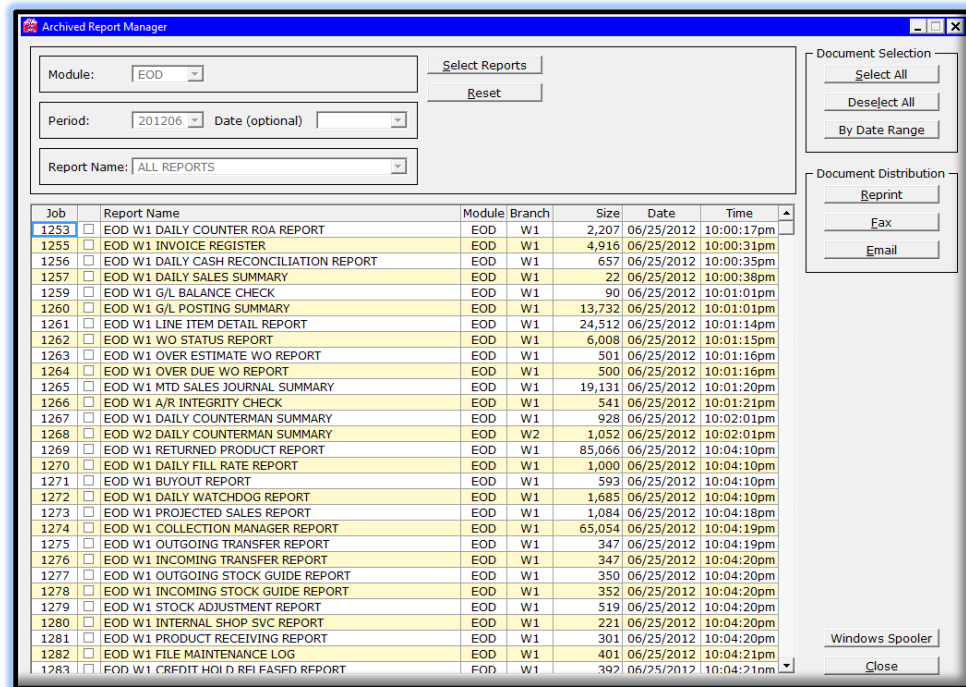 Archived Report Manager
Module: EOD
Select Reports
Reset
Period: 201206 Date (optional)
Report Name: ALL REPORTS
Document Selection
Select All
Deselect All
By Date Range
Document Distribution
Reprint
Fax
Email
Job Report Name Module Branch Size Date Time
1253 EOD W1 DAILY COUNTER ROA REPORT EOD W1 2,207 06/25/2012 10:00:17pm
1255 EOD W1 INVOICE REGISTER EOD W1 4,916 06/25/2012 10:00:31pm
1256 EOD W1 DAILY CASH RECONCILIATION REPORT EOD W1 657 06/25/2012 10:00:35pm
1257 EOD W1 DAILY SALES SUMMARY EOD W1 22 06/25/2012 10:00:38pm
1259 EOD W1 G/L BALANCE CHECK EOD W1 90 06/25/2012 10:01:01pm
1260 EOD W1 G/L POSTING SUMMARY EOD W1 13,732 06/25/2012 10:01:01pm
1261 EOD W1 LINE ITEM DETAIL REPORT EOD W1 24,512 06/25/2012 10:01:14pm
1262 EOD W1 WO STATUS REPORT EOD W1 6,008 06/25/2012 10:01:15pm
1263 EOD W1 OVER ESTIMATE WO REPORT EOD W1 501 06/25/2012 10:01:16pm
1264 EOD W1 OVER DUE WO REPORT EOD W1 500 06/25/2012 10:01:16pm
1265 EOD W1 MTD SALES JOURNAL SUMMARY EOD W1 19,131 06/25/2012 10:01:20pm
1266 EOD W1 A/R INTEGRITY CHECK EOD W1 541 06/25/2012 10:01:21pm
1267 EOD W1 DAILY COUNTERMAN SUMMARY EOD W1 928 06/25/2012 10:02:01pm
1268 EOD W2 DAILY COUNTERMAN SUMMARY EOD W2 1,052 06/25/2012 10:02:01pm
1269 EOD W1 RETURNED PRODUCT REPORT EOD W1 85,066 06/25/2012 10:04:10pm
1270 EOD W1 DAILY FILL RATE REPORT EOD W1 1,000 06/25/2012 10:04:10pm
1271 EOD W1 BUYOUT REPORT EOD W1 593 06/25/2012 10:04:10pm
1272 EOD W1 DAILY WATCHDOG REPORT EOD W1 1,685 06/25/2012 10:04:10pm
1273 EOD W1 PROJECTED SALES REPORT EOD W1 1,084 06/25/2012 10:04:18pm
1274 EOD W1 COLLECTION MANAGER REPORT EOD W1 65,054 06/25/2012 10:04:19pm
1275 EOD W1 OUTGOING TRANSFER REPORT EOD W1 347 06/25/2012 10:04:19pm
1276 EOD W1 INCOMING TRANSFER REPORT EOD W1 347 06/25/2012 10:04:20pm
1277 EOD W1 OUTGOING STOCK GUIDE REPORT EOD W1 350 06/25/2012 10:04:20pm
1278 EOD W1 INCOMING STOCK GUIDE REPORT EOD W1 352 06/25/2012 10:04:20pm
1279 EOD W1 STOCK ADJUSTMENT REPORT EOD W1 519 06/25/2012 10:04:20pm
1280 EOD W1 INTERNAL SHOP SVC REPORT EOD W1 221 06/25/2012 10:04:20pm
1281 EOD W1 PRODUCT RECEIVING REPORT EOD W1 301 06/25/2012 10:04:20pm
1282 EOD W1 FILE MAINTENANCE LOG EOD W1 401 06/25/2012 10:04:21pm
1283 EOD W1 CREDIT HOLD RELEASED REPORT EOD W1 392 06/25/2012 10:04:21pm
Windows Spooler
Close